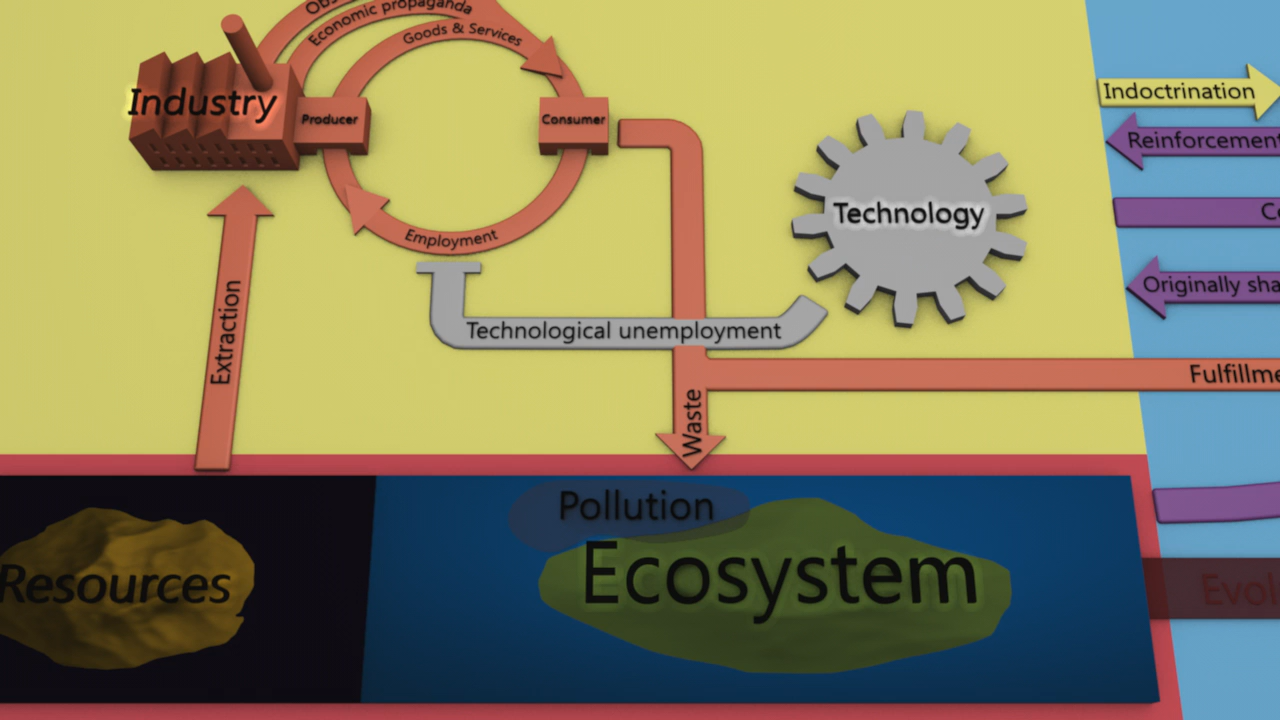 Economic propaganda
Goods & Services
Industry
Producer
Consumer
Employment
Technology
Technological unemployment
Extraction
Waste
Indoctrination
Reinforcement
Originally sha
Fulfillme
Pollution
Ecosystem
Resources